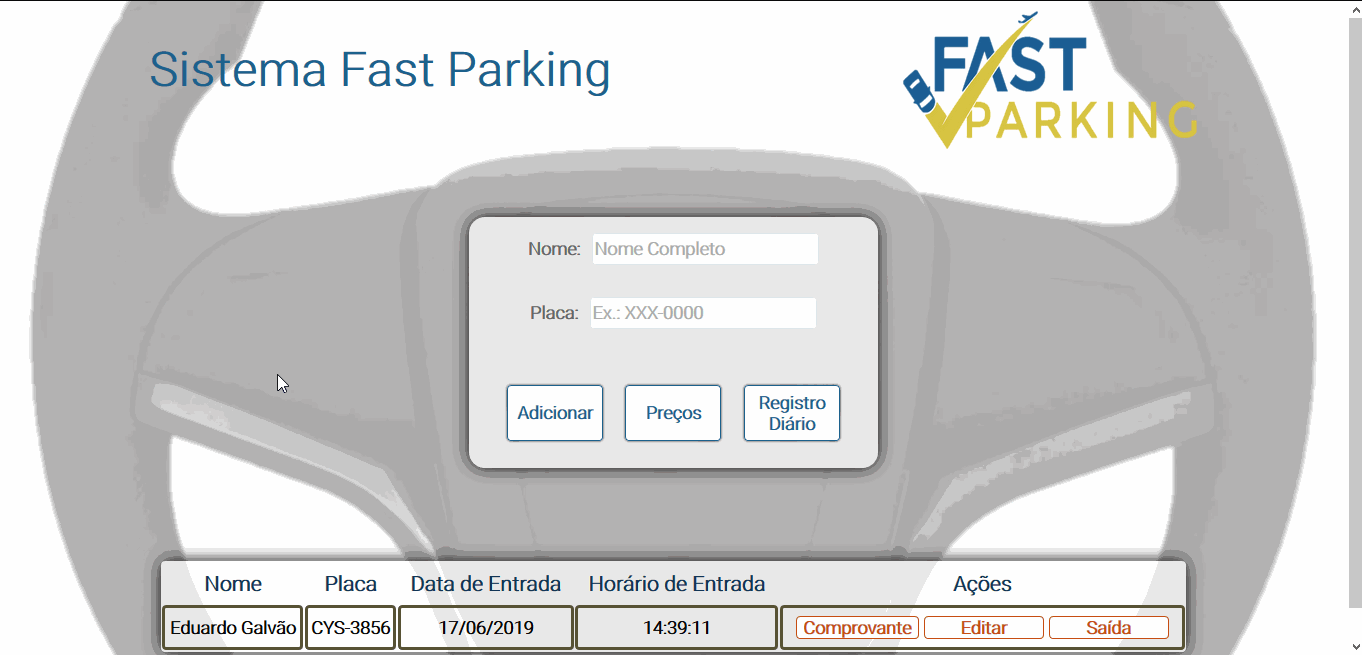 Sistema Fast Parking
FAST
PARKING
Nome: Nome Completo
Placa: Ex.: XXX-0000
Adicionar
Preços
Registro
Diário
Nome Placa Data de Entrada Horário de Entrada Ações
Eduardo Galvão CYS-3856 17/06/2019 14:39:11 Comprovante Editar Saída